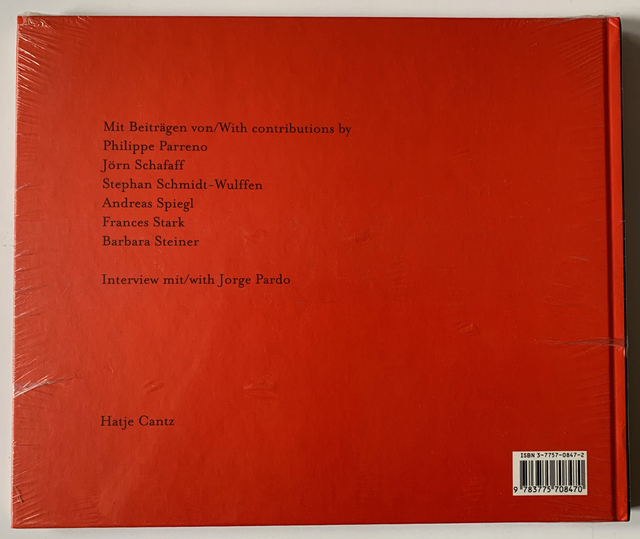 Mit Beiträgen von/With contributions by
Philippe Parreno
Jörn Schafaff
Stephan Schmidt-Wulffen
Andreas Spiegl
Frances Stark
Barbara Steiner
Interview mit/with Jorge Pardo
Hatje Cantz
ISBN 3-7757-0847-2
9 783775 708470